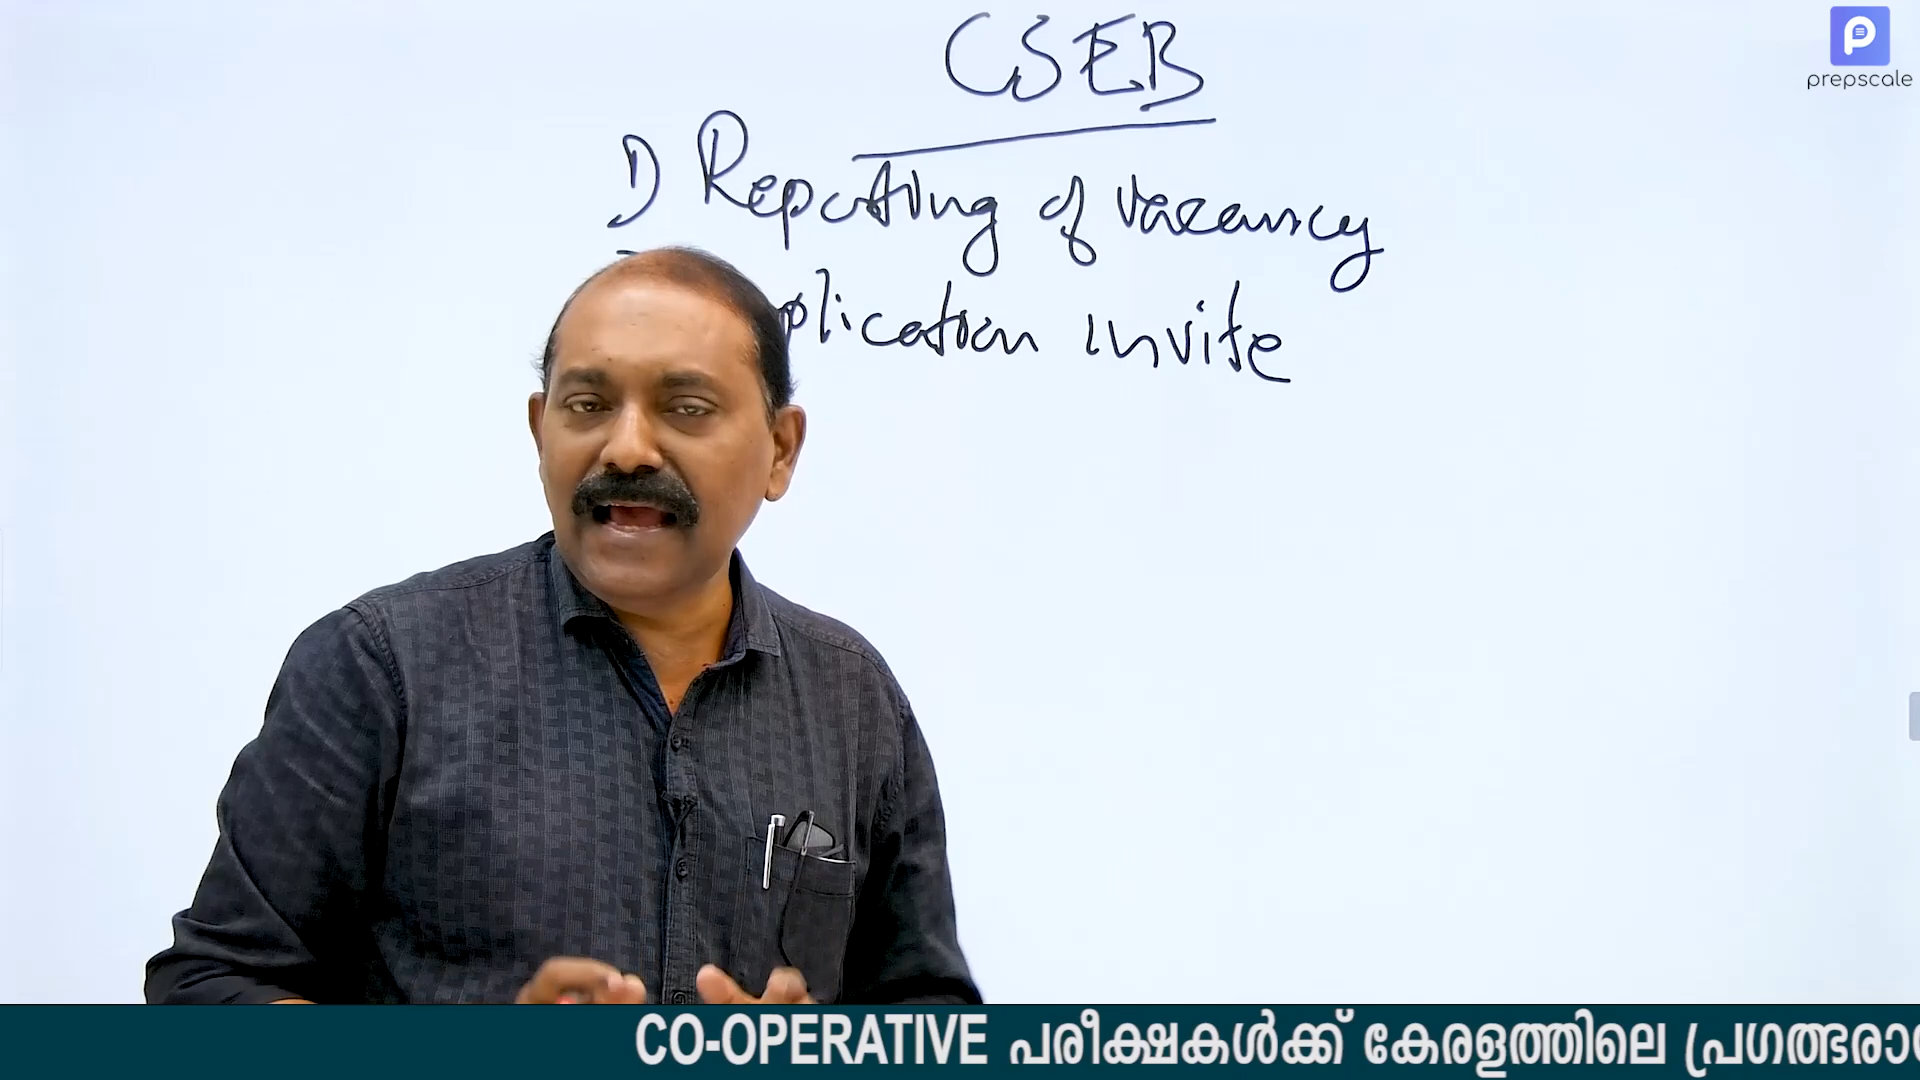 CSEB
prepscale
1) Reporting of vacancy
plication invite
CO-OPERATIVE പരീക്ഷകൾക്ക് കേരളത്തിലെ പ്രഗത്ഭരാ